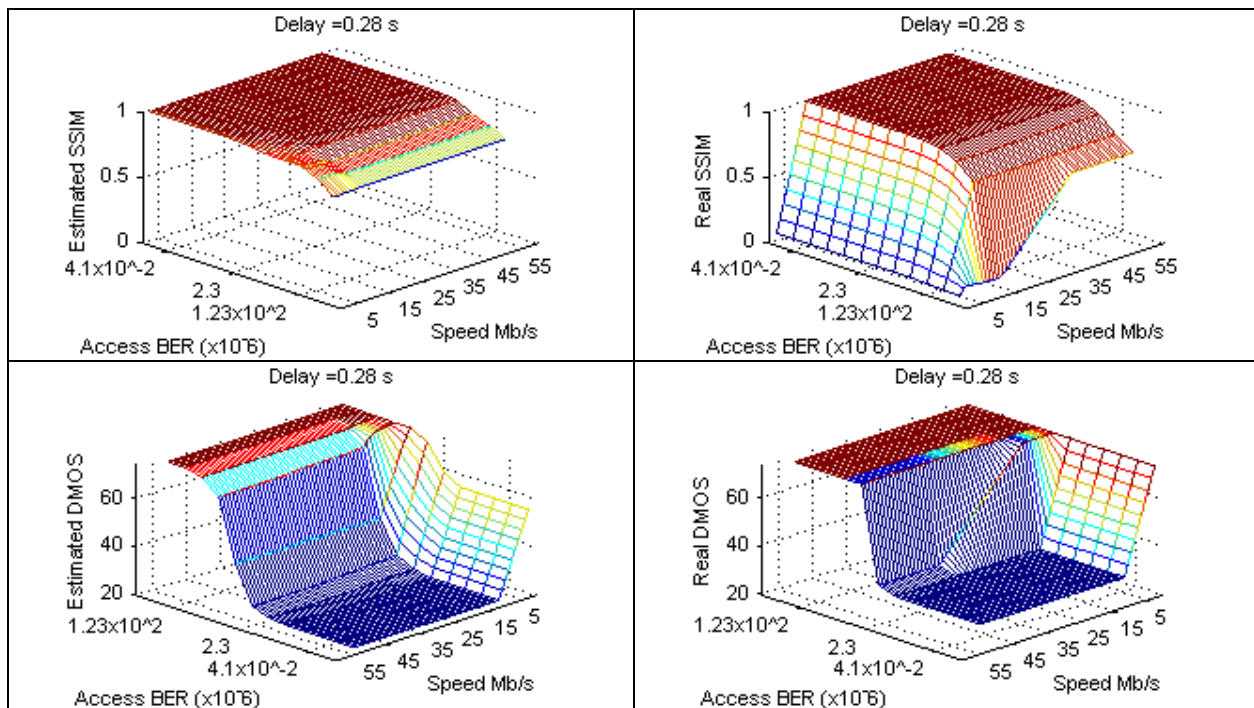 Delay =0.28 s
Estimated SSIM
1
0.5
0
4.1x10^-2
2.3
1.23x10^2
Access BER (x10-6)
5
15
25
35
45
55
Speed Mb/s
Delay =0.28 s
Real SSIM
1
0.5
0
4.1x10^-2
2.3
1.23x10^2
Access BER (x10-6)
5
15
25
35
45
55
Speed Mb/s
Delay =0.28 s
Estimated DMOS
60
40
20
1.23x10^2
2.3
4.1x10^-2
Access BER (x10-6)
55
45
35
25
15
5
Speed Mb/s
Delay =0.28 s
Real DMOS
60
40
20
1.23x10^2
2.3
4.1x10^-2
Access BER (x10-6)
55
45
35
25
15
5
Speed Mb/s